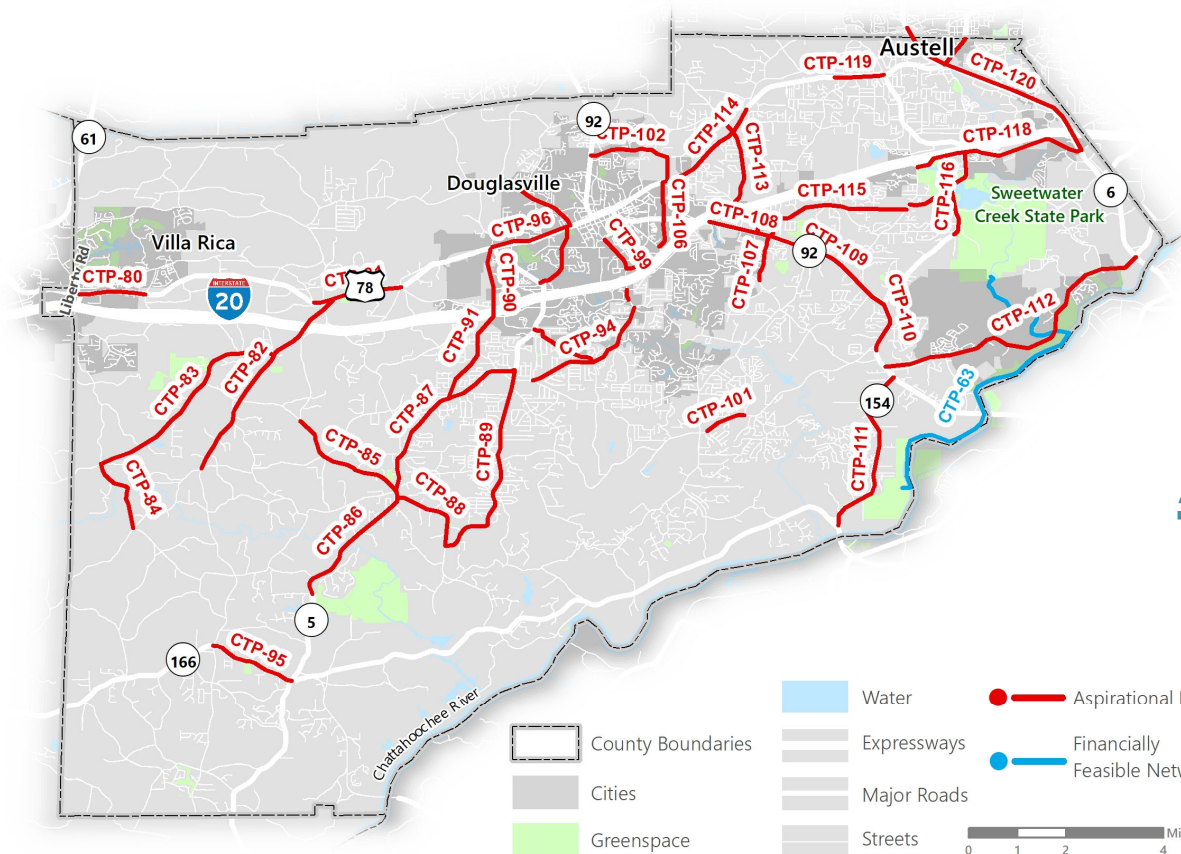 Austell
CTP-119
CTP-120
61
92
CTP-102
CTP-114
CTP-118
CTP-113
Douglasville
CTP-116
Sweetwater
Creek State Park
6
CTP-115
CTP-106
CTP-96
CTP-108
CTP-99
Villa Rica
92
CTP-109
CTP-107
CTP-80
Liberty Rd
INTERSTATE
20
78
CTP-90
CTP-110
CTP-112
CTP-94
CTP-91
CTP-82
CTP-83
CTP-63
CTP-87
154
CTP-101
CTP-85
CTP-89
CTP-111
CTP-84
CTP-88
CTP-86
5
166
CTP-95
Chattahoochee River
County Boundaries
Cities
Greenspace
Water
Expressways
Major Roads
Streets
Aspirational
Financially
Feasible
0 1 2 4